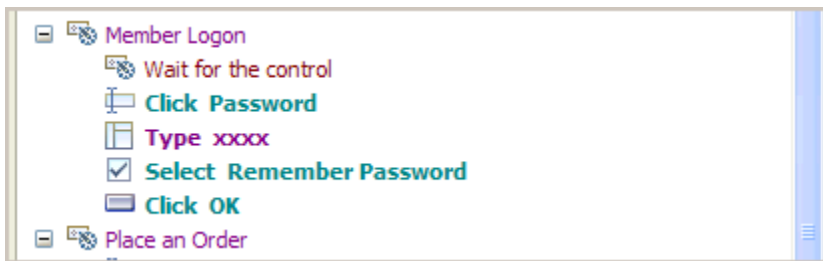 Member Logon
Wait for the control
Click Password
Type xxxx
Select Remember Password
Click OK
Place an Order